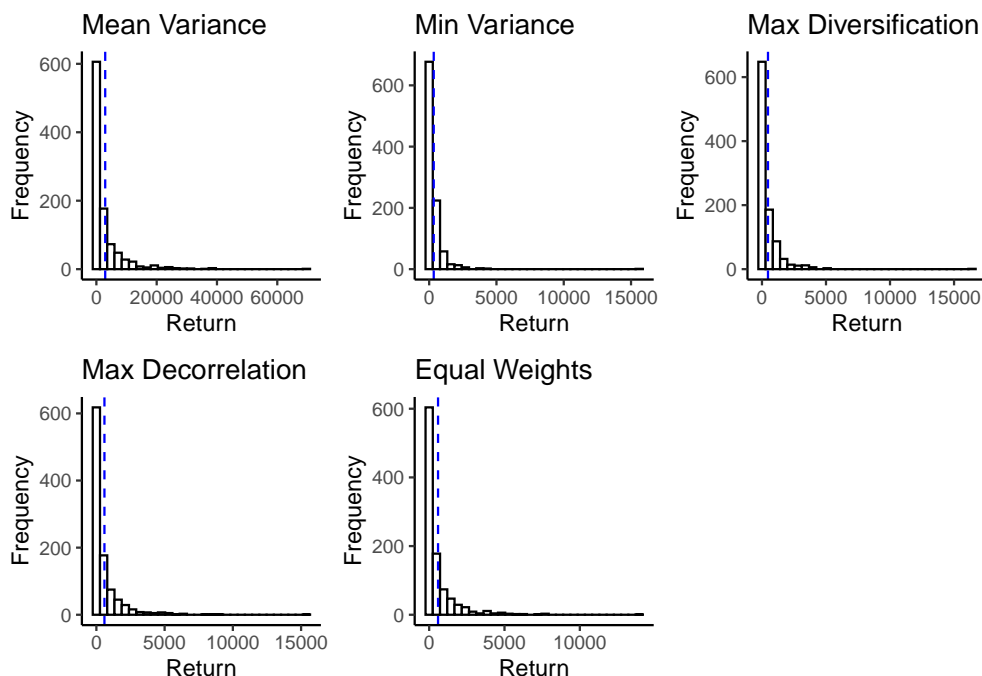 Mean Variance
Frequency
600
400
200
0
0 20000 40000 60000
Return
Min Variance
Frequency
600
400
200
0
0 5000 10000 15000
Return
Max Diversification
Frequency
600
400
200
0
0 5000 10000 15000
Return
Max Decorrelation
Frequency
600
400
200
0
0 5000 10000 15000
Return
Equal Weights
Frequency
600
400
200
0
0 5000 10000
Return